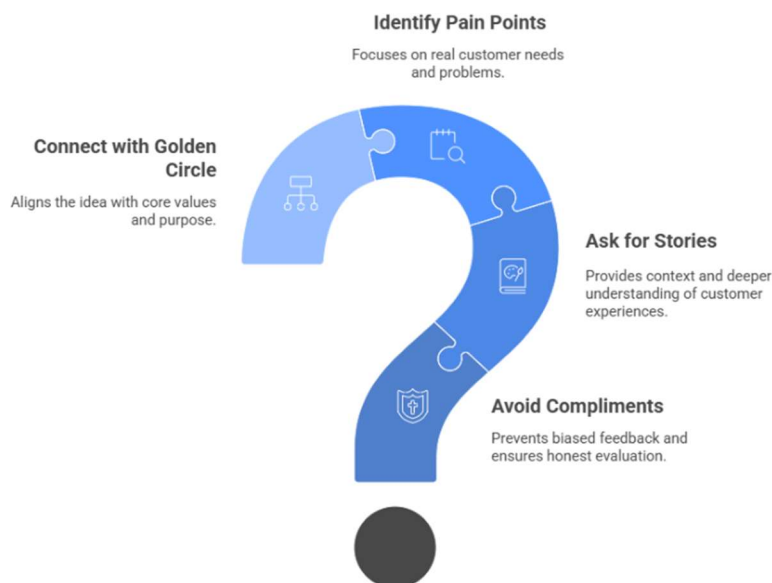 Identify Pain Points
Focuses on real customer needs
and problems.
Connect with Golden
Circle
Aligns the idea with core values
and purpose.
Ask for Stories
Provides context and deeper
understanding of customer
experiences.
Avoid Compliments
Prevents biased feedback and
ensures honest evaluation.